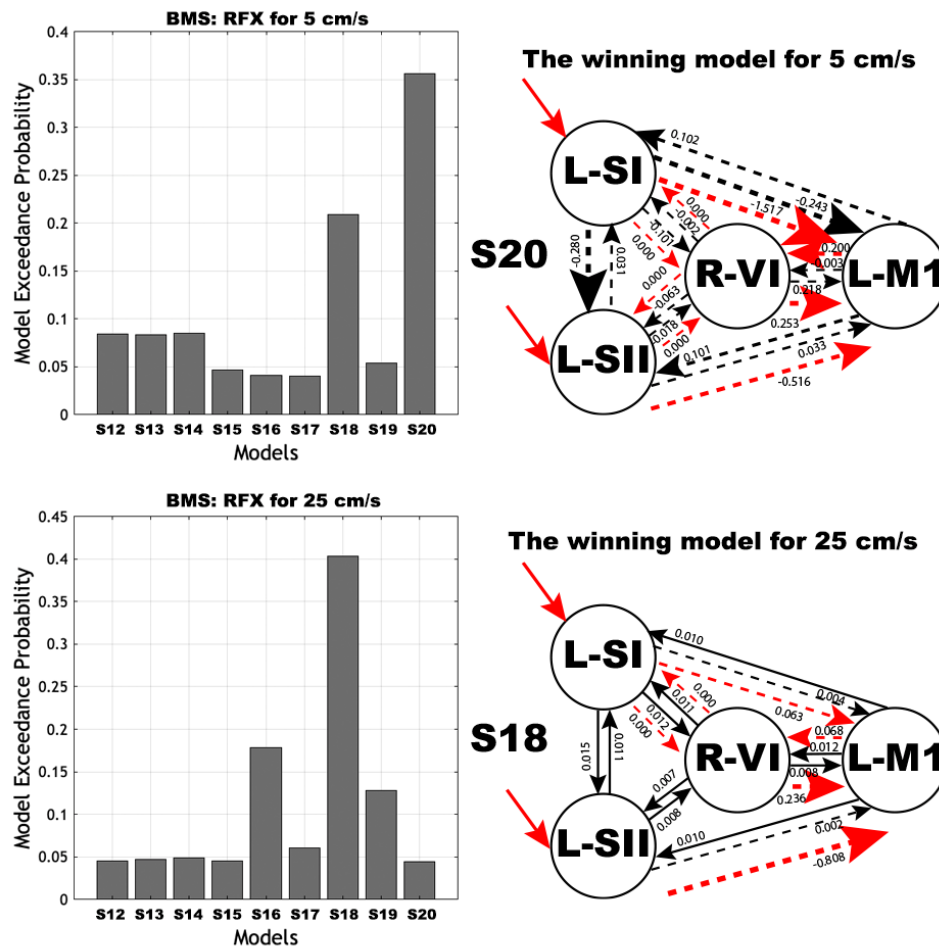 BMS: RFX for 5 cm/s
0.4
0.35
0.3
0.25
0.2
0.15
0.1
0.05
0
Model Exceedance Probability
S12 S13 S14 S15 S16 S17 S18 S19 S20
Models
The winning model for 5 cm/s
S20
L-SI
R-VI
L-M1
L-SII
0.102
-0.243
-1.517
0.000
-0.002
-0.101
0.000
0.200
-0.003
-0.280
0.031
0.000
-0.063
0.218
0.253
-0.018
0.000
0.101
0.033
-0.516
BMS: RFX for 25 cm/s
0.45
0.4
0.35
0.3
0.25
0.2
0.15
0.1
0.05
0
Model Exceedance Probability
S12 S13 S14 S15 S16 S17 S18 S19 S20
Models
The winning model for 25 cm/s
S18
L-SI
R-VI
L-M1
L-SII
0.010
0.004
0.063
0.000
0.011
0.012
0.000
0.068
0.012
0.015
0.011
0.007
0.008
0.008
0.236
0.010
0.002
-0.808